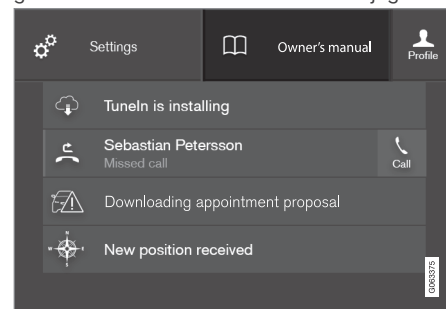 Settings
Owner's manual
Profile
TuneIn is installing
Sebastian Petersson
Missed call
Call
Downloading appointment proposal
New position received
G063375